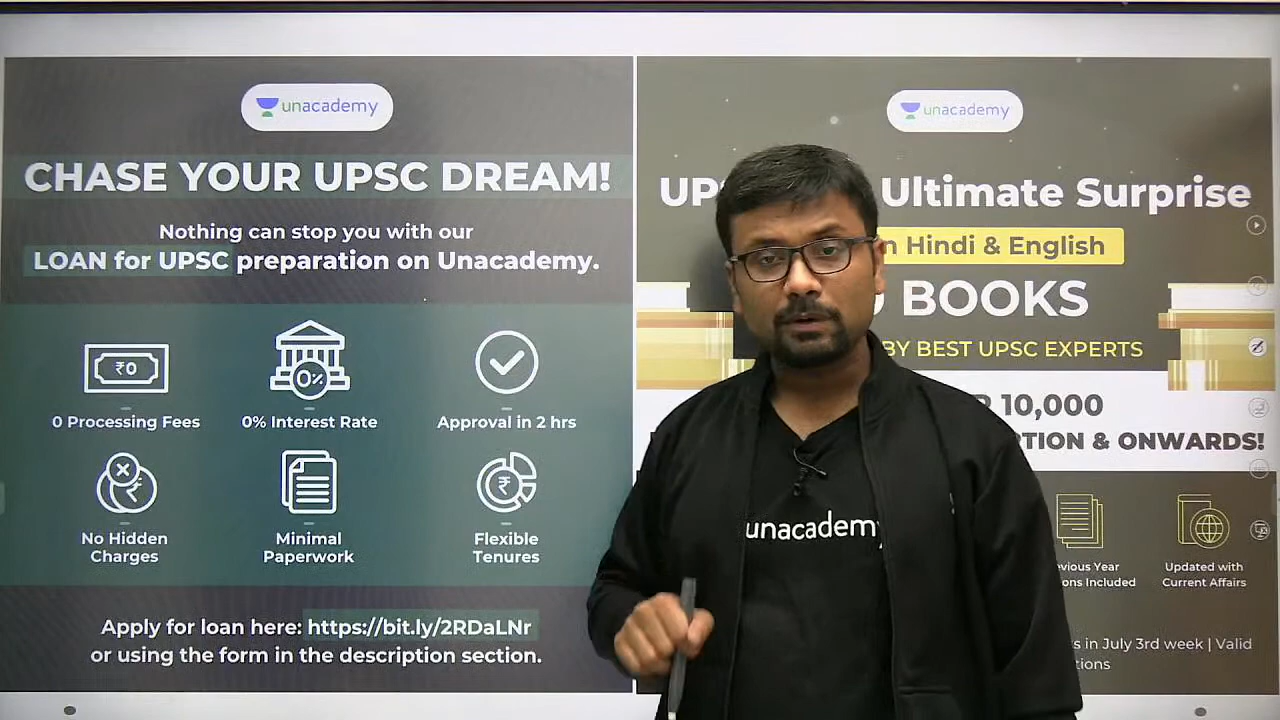 unacademy
CHASE YOUR UPSC DREAM!
Nothing can stop you with our
LOAN for UPSC preparation on Unacademy.
₹0
0%
0 Processing Fees
0% Interest Rate
Approval in 2 hrs
₹
₹
No Hidden
Charges
Minimal
Paperwork
Flexible
Tenures
Apply for loan here: https://bit.ly/2RDaLNr
or using the form in the description section.
unacademy
Ultimate Surprise
Hindi & English
BOOKS
BY BEST UPSC EXPERTS
10,000
& ONWARDS!
Updated with
Included
Current Affairs
in July 3rd week | Valid
unacademy